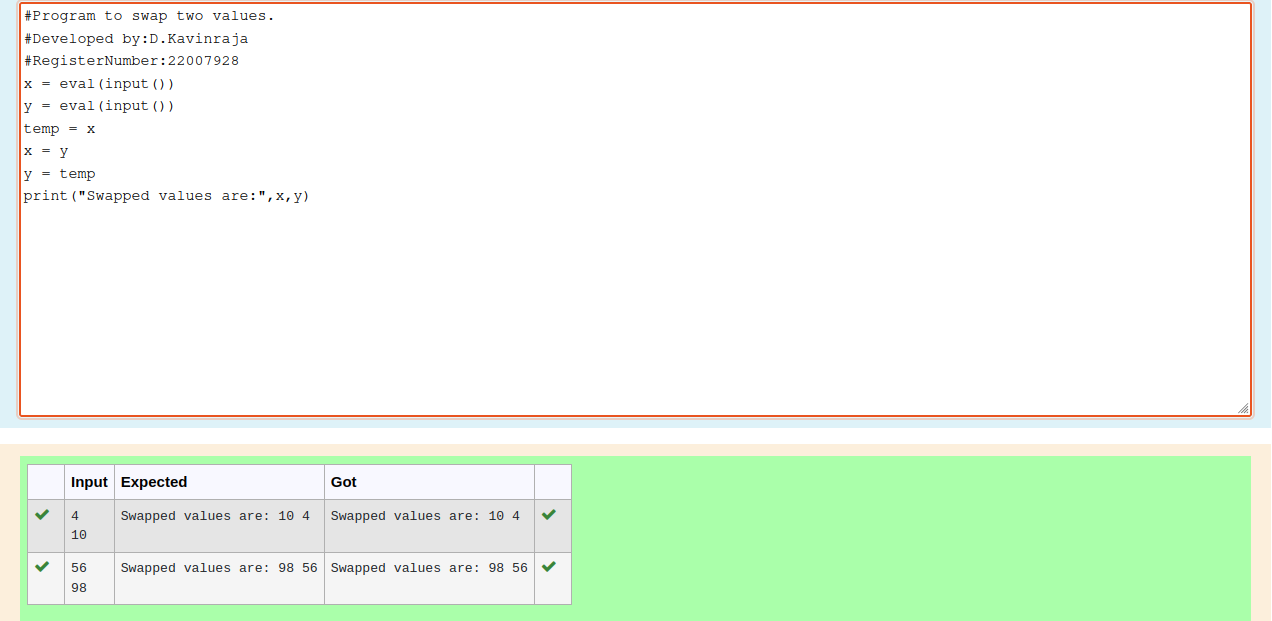 #Program to swap two values.
#Developed by:D.Kavinraja
#RegisterNumber:22007928
x = eval(input())
y = eval(input())
temp = x
x = y
y = temp
print("Swapped values are:",x,y)
Input Expected Got
4 Swapped values are: 10 4 Swapped values are: 10 4
10
56 Swapped values are: 98 56 Swapped values are: 98 56
98